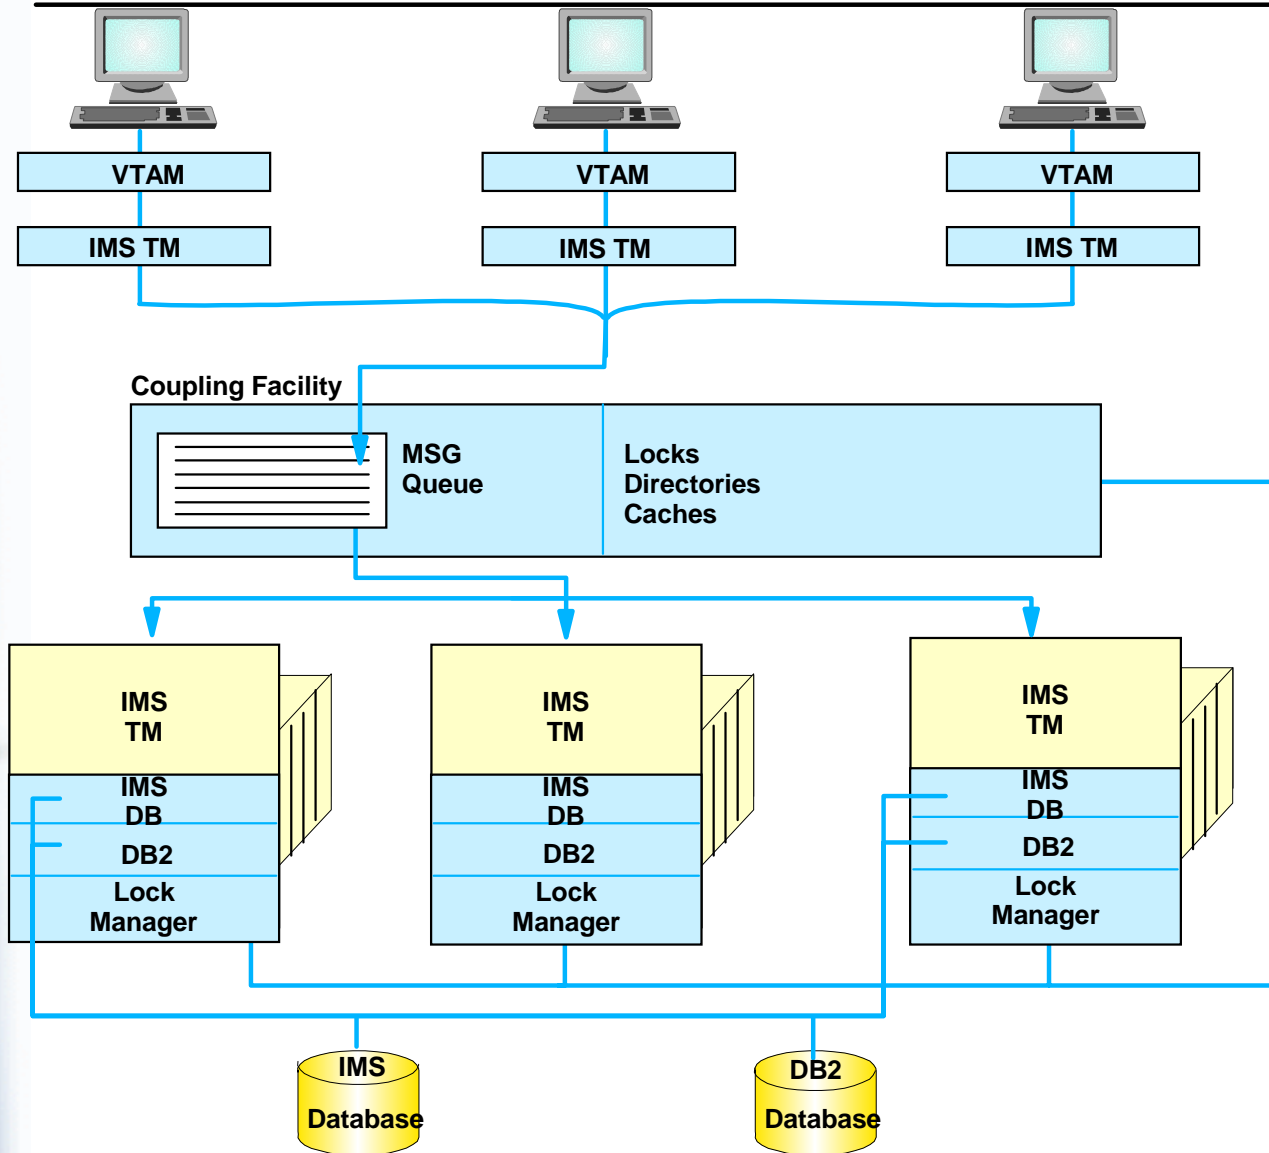 VTAM
VTAM
VTAM
IMS TM
IMS TM
IMS TM
Coupling Facility
MSG
Queue
Locks
Directories
Caches
IMS
TM
IMS
DB
DB2
Lock
Manager
IMS
TM
IMS
DB
DB2
Lock
Manager
IMS
TM
IMS
DB
DB2
Lock
Manager
IMS
Database
DB2
Database